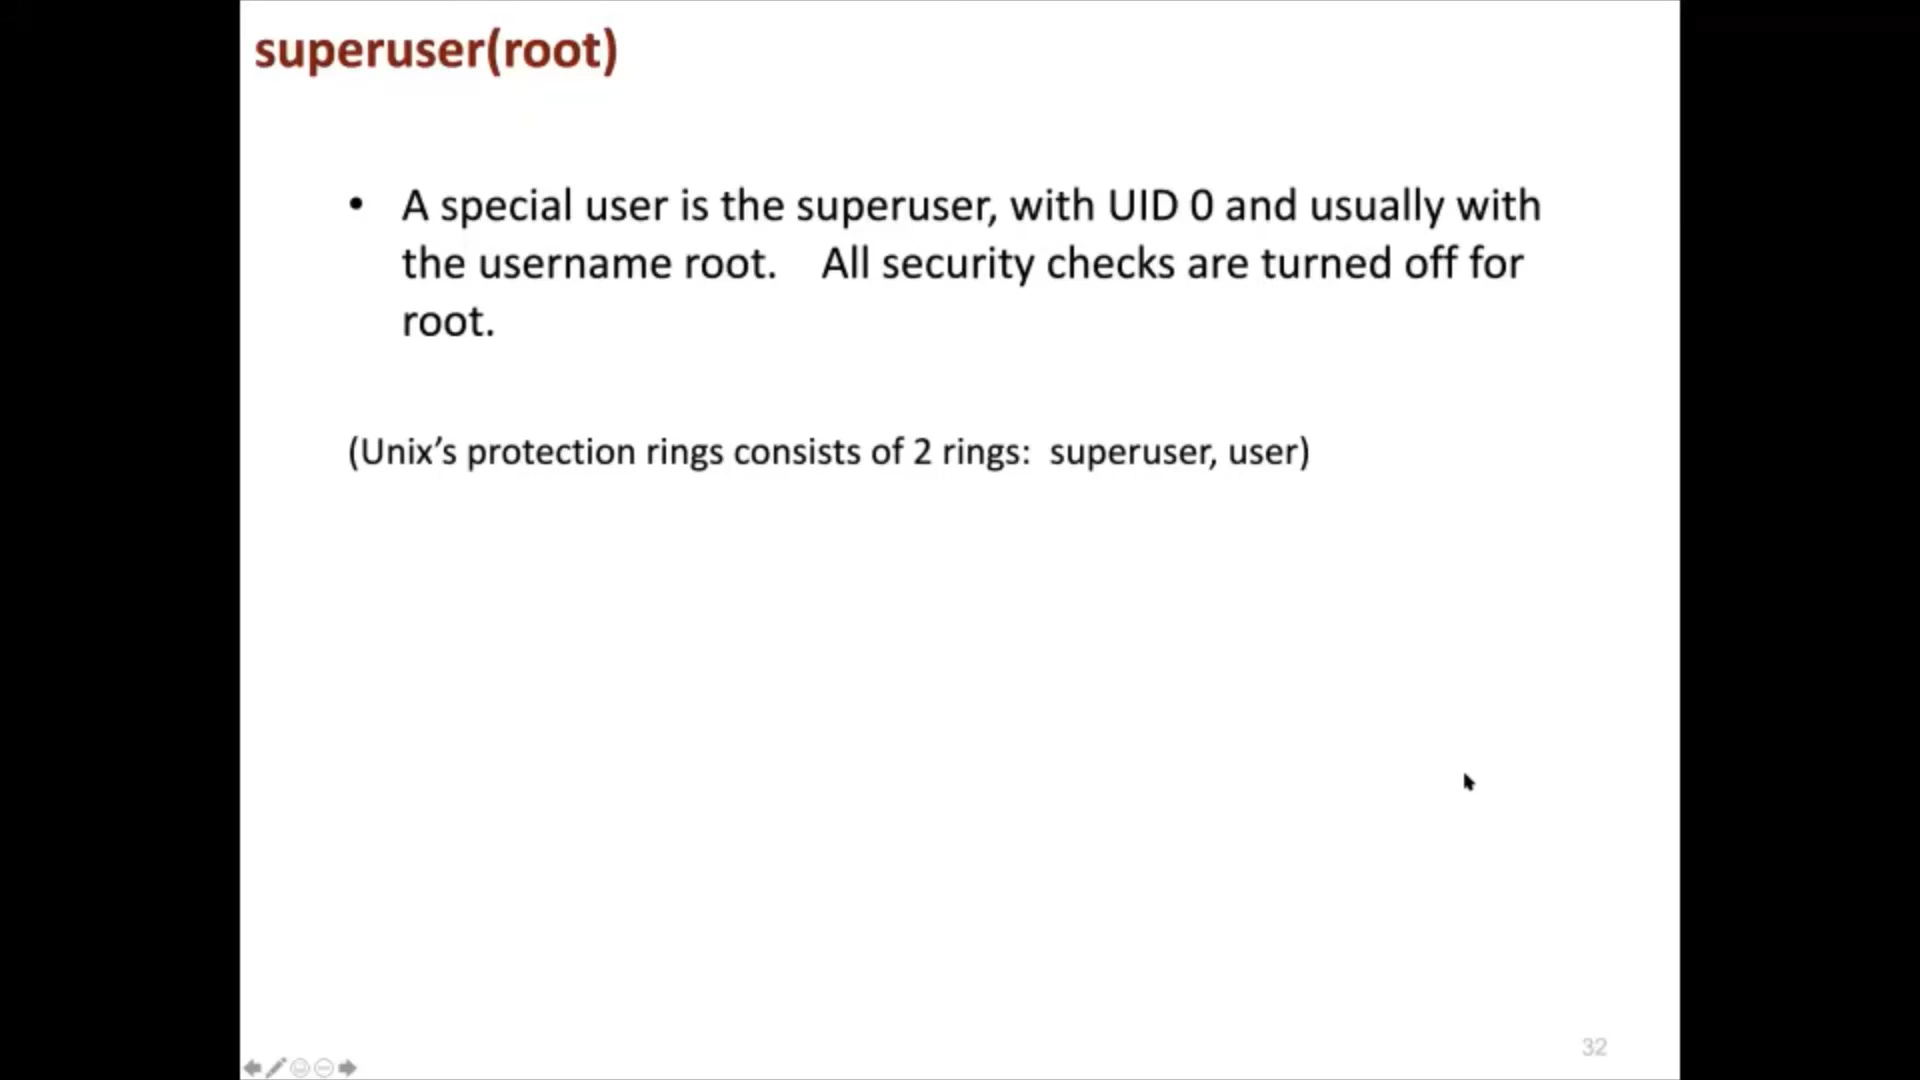 superuser(root)
• A special user is the superuser, with UID 0 and usually with
the username root. All security checks are turned off for
root.
(Unix’s protection rings consists of 2 rings: superuser, user)
32